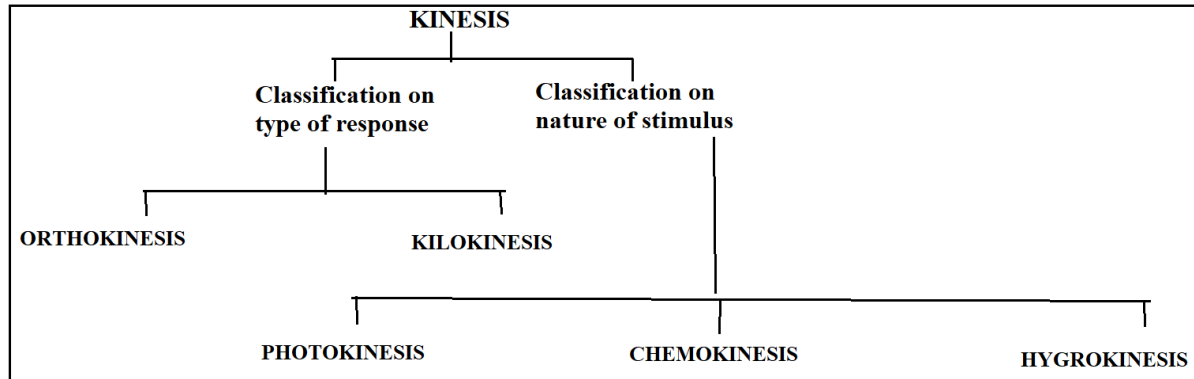 KINESIS
Classification on
type of response
Classification on
nature of stimulus
ORTHOKINESIS
KILOKINESIS
PHOTOKINESIS
CHEMOKINESIS
HYGROKINESIS